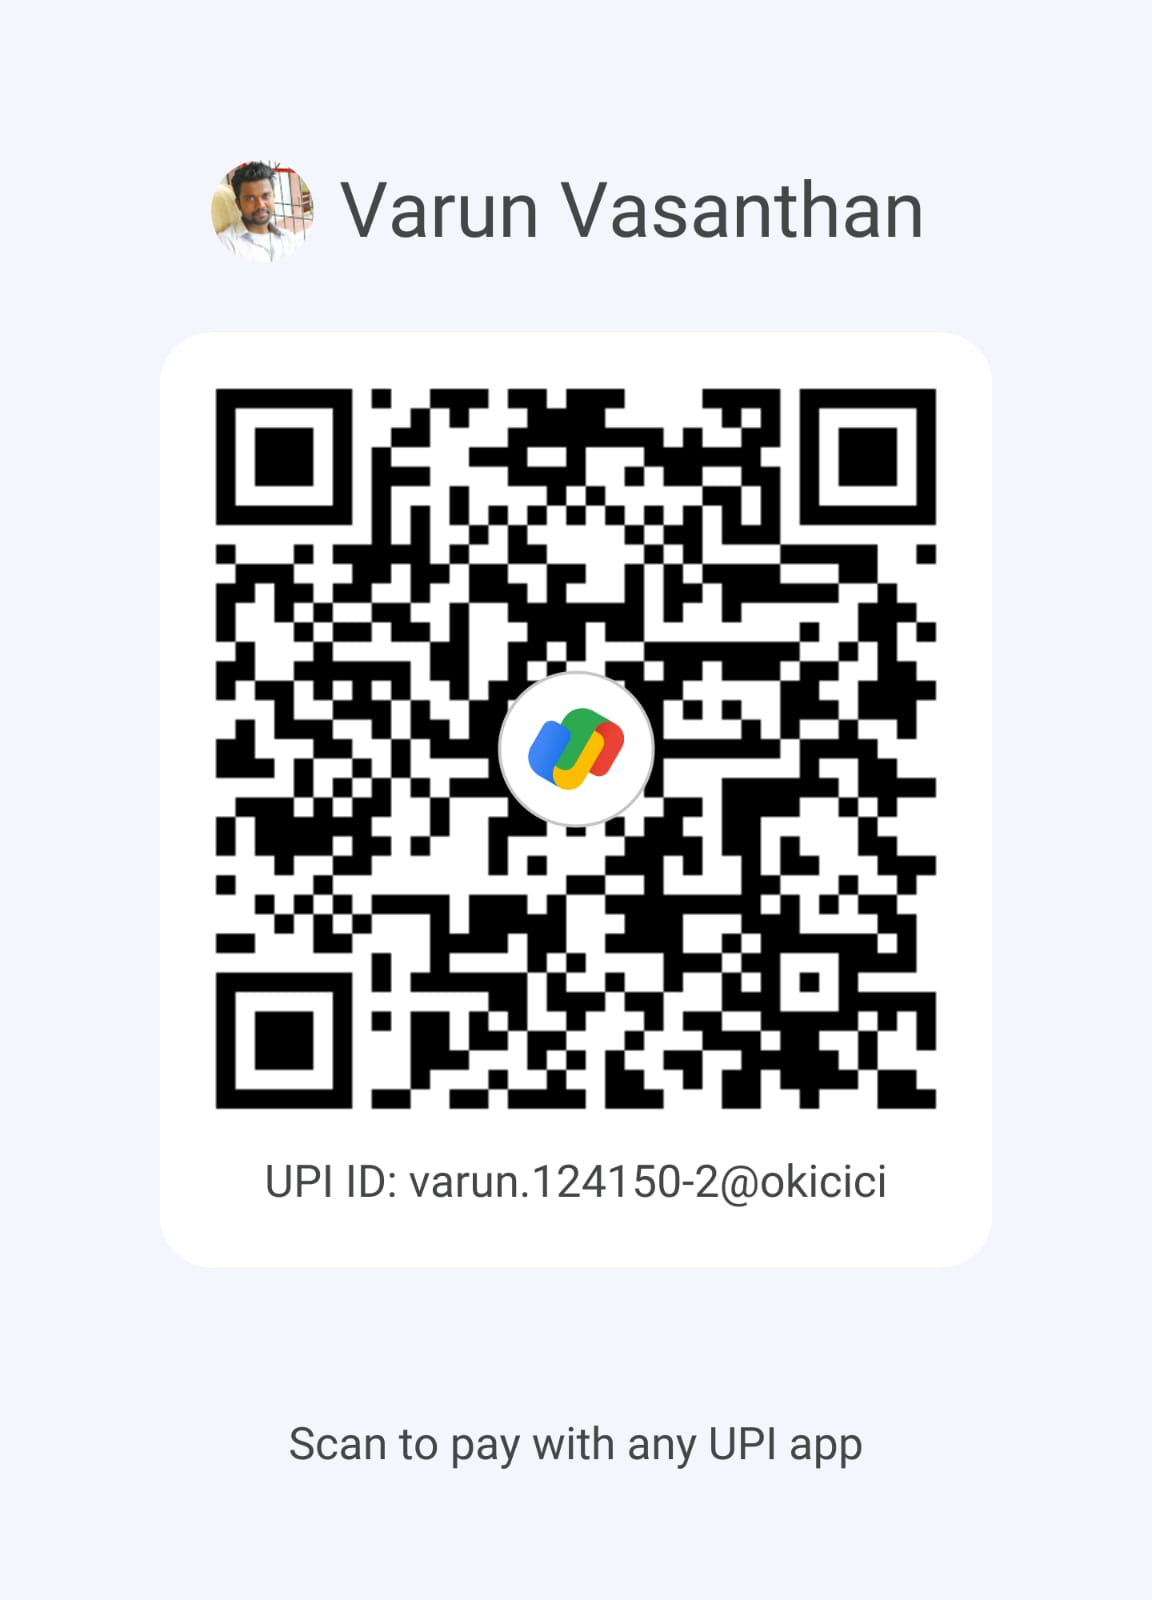 Varun Vasanthan
UPI ID: varun.124150-2@okicici
Scan to pay with any UPI app